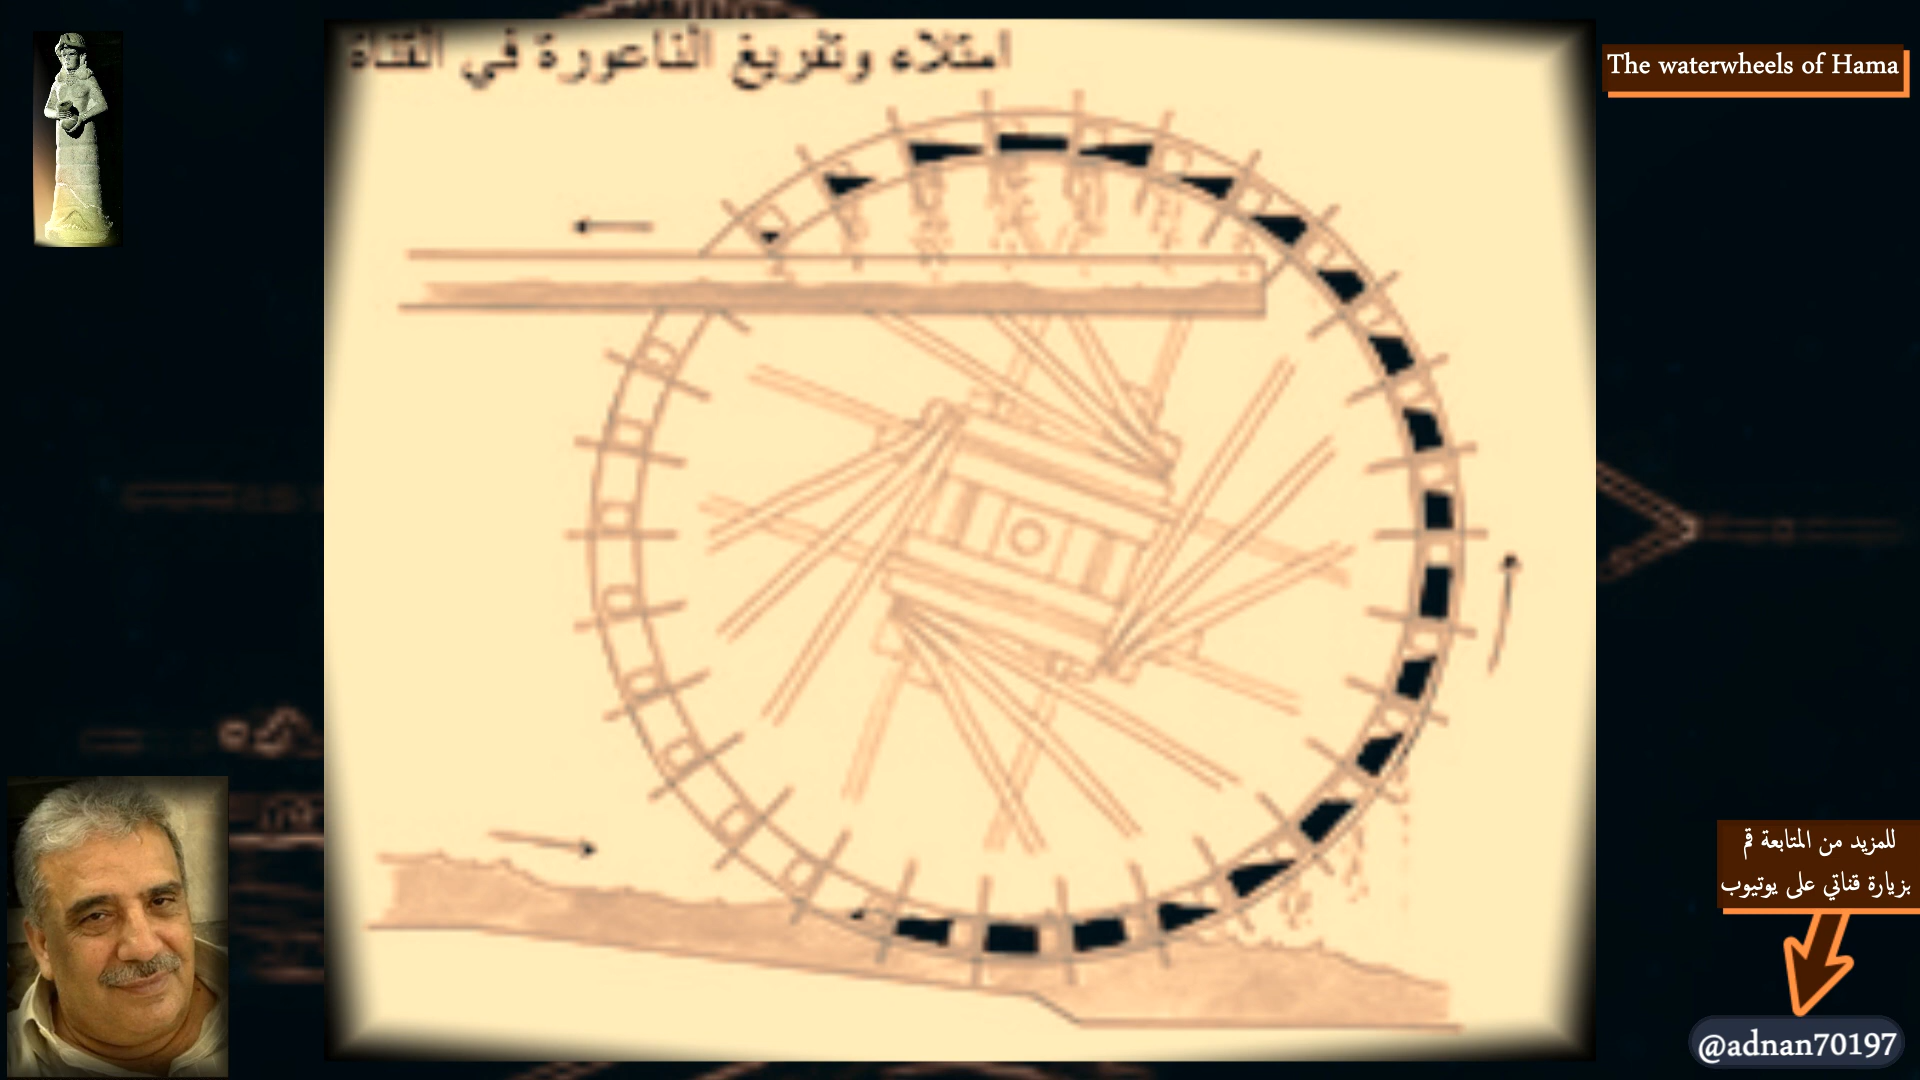 امتلاء وتفريغ الناعورة في القناة
The waterwheels of Hama
للمزيد من المتابعة قم
بزيارة قناتي على يوتيوب
@adnan70197